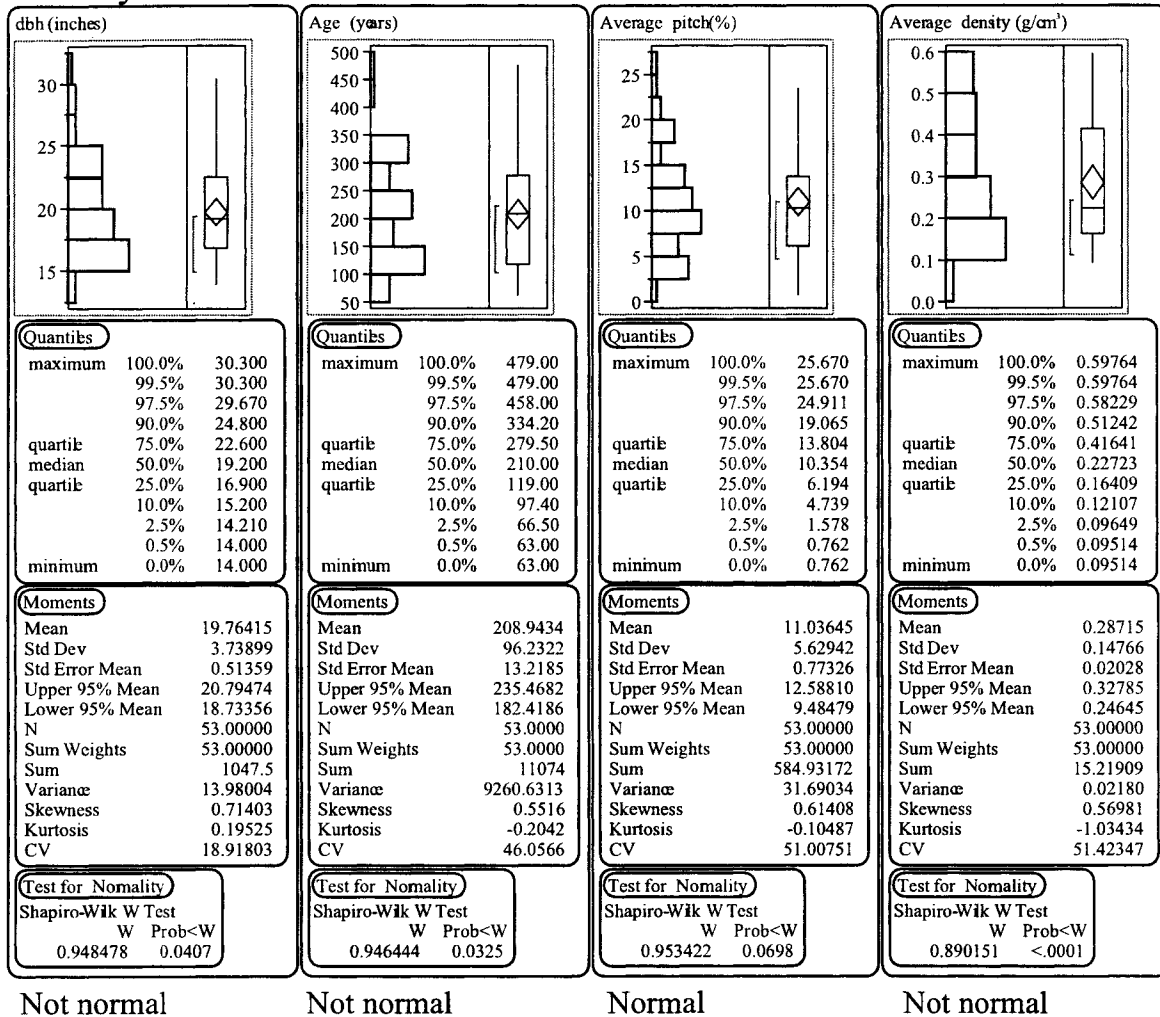 dbh (inches)
30
25
20
15
Quantiles
maximum 100.0% 30.300
99.5% 30.300
97.5% 29.670
90.0% 24.800
quartile 75.0% 22.600
median 50.0% 19.200
quartile 25.0% 16.900
10.0% 15.200
2.5% 14.210
0.5% 14.000
minimum 0.0% 14.000
Moments
Mean 19.76415
Std Dev 3.73899
Std Error Mean 0.51359
Upper 95% Mean 20.79474
Lower 95% Mean 18.73356
N 53.00000
Sum Weights 53.00000
Sum 1047.5
Variance 13.98004
Skewness 0.71403
Kurtosis 0.19525
CV 18.91803
Test for Nomality
Shapiro-Wilk W Test
W Prob<W
0.948478 0.0407
Not normal
Age (years)
500
450
400
350
300
250
200
150
100
50
Quantiles
maximum 100.0% 479.00
99.5% 479.00
97.5% 458.00
90.0% 334.20
quartile 75.0% 279.50
median 50.0% 210.00
quartile 25.0% 119.00
10.0% 97.40
2.5% 66.50
0.5% 63.00
minimum 0.0% 63.00
Moments
Mean 208.9434
Std Dev 96.2322
Std Error Mean 13.2185
Upper 95% Mean 235.4682
Lower 95% Mean 182.4186
N 53.0000
Sum Weights 53.0000
Sum 11074
Variance 9260.6313
Skewness 0.5516
Kurtosis -0.2042
CV 46.0566
Test for Nomality
Shapiro-Wilk W Test
W Prob<W
0.946444 0.0325
Not normal
Average pitch(%)
25
20
15
10
5
0
Quantiles
maximum 100.0% 25.670
99.5% 25.670
97.5% 24.911
90.0% 19.065
quartile 75.0% 13.804
median 50.0% 10.354
quartile 25.0% 6.194
10.0% 4.739
2.5% 1.578
0.5% 0.762
minimum 0.0% 0.762
Moments
Mean 11.03645
Std Dev 5.62942
Std Error Mean 0.77326
Upper 95% Mean 12.58810
Lower 95% Mean 9.48479
N 53.00000
Sum Weights 53.00000
Sum 584.93172
Variance 31.69034
Skewness 0.61408
Kurtosis -0.10487
CV 51.00751
Test for Nomality
Shapiro-Wilk W Test
W Prob<W
0.953422 0.0698
Normal
Average density (g/cm³)
0.6
0.5
0.4
0.3
0.2
0.1
0.0
Quantiles
maximum 100.0% 0.59764
99.5% 0.59764
97.5% 0.58229
90.0% 0.51242
quartile 75.0% 0.41641
median 50.0% 0.22723
quartile 25.0% 0.16409
10.0% 0.12107
2.5% 0.09649
0.5% 0.09514
minimum 0.0% 0.09514
Moments
Mean 0.28715
Std Dev 0.14766
Std Error Mean 0.02028
Upper 95% Mean 0.32785
Lower 95% Mean 0.24645
N 53.00000
Sum Weights 53.00000
Sum 15.21909
Variance 0.02180
Skewness 0.56981
Kurtosis -1.03434
CV 51.42347
Test for Nomality
Shapiro-Wilk W Test
W Prob<W
0.890151 <.0001
Not normal